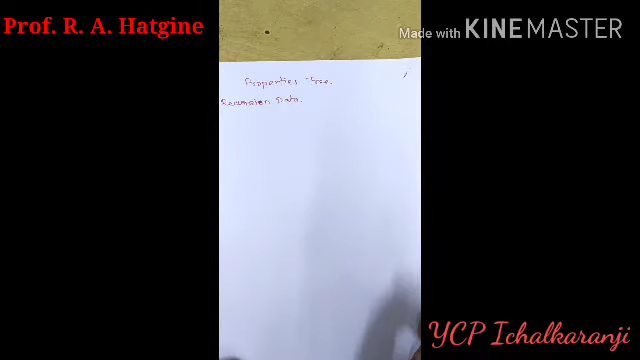 Prof. R. A. Hatgine
Made with KINEMASTER
Properties Tree.
Recursion Data.
YCP Ichalkaranji